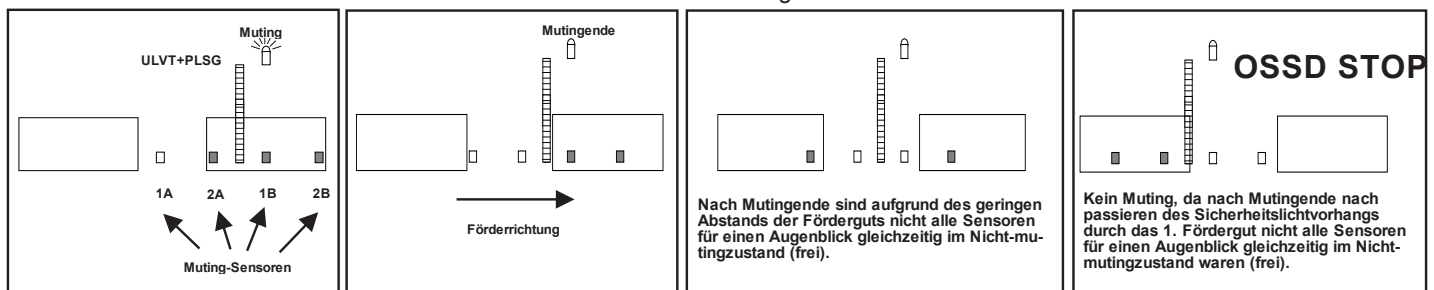 Muting
ULVT+PLSG
1A 2A 1B 2B
Muting-Sensoren
Mutingende
Förderrichtung
Nach Mutingende sind aufgrund des geringen
Abstands der Förderguts nicht alle Sensoren
für einen Augenblick gleichzeitig im Nicht-mu-
tingzustand (frei).
OSSD STOP
Kein Muting, da nach Mutingende nach
passieren des Sicherheitslichtvorhangs
durch das 1. Fördergut nicht alle Sensoren
für einen Augenblick gleichzeitig im Nicht-
mutingzustand waren (frei).